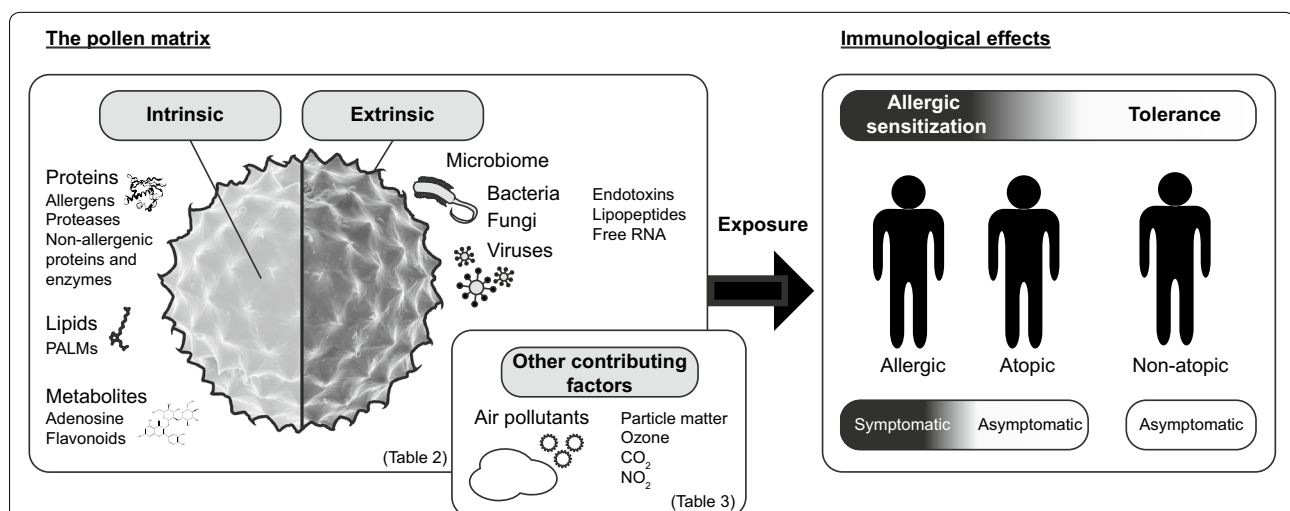 The pollen matrix
Intrinsic
Extrinsic
Proteins
Allergens
Proteases
Non-allergenic
proteins and
enzymes
Lipids
PALMs
Metabolites
Adenosine
Flavonoids
Microbiome
Bacteria
Fungi
Viruses
Endotoxins
Lipopeptides
Free RNA
(Table 2)
Other contributing
factors
Air pollutants
Particle matter
Ozone
CO2
NO2
(Table 3)
Exposure
Immunological effects
Allergic
sensitization
Tolerance
Allergic
Atopic
Non-atopic
Symptomatic
Asymptomatic
Asymptomatic